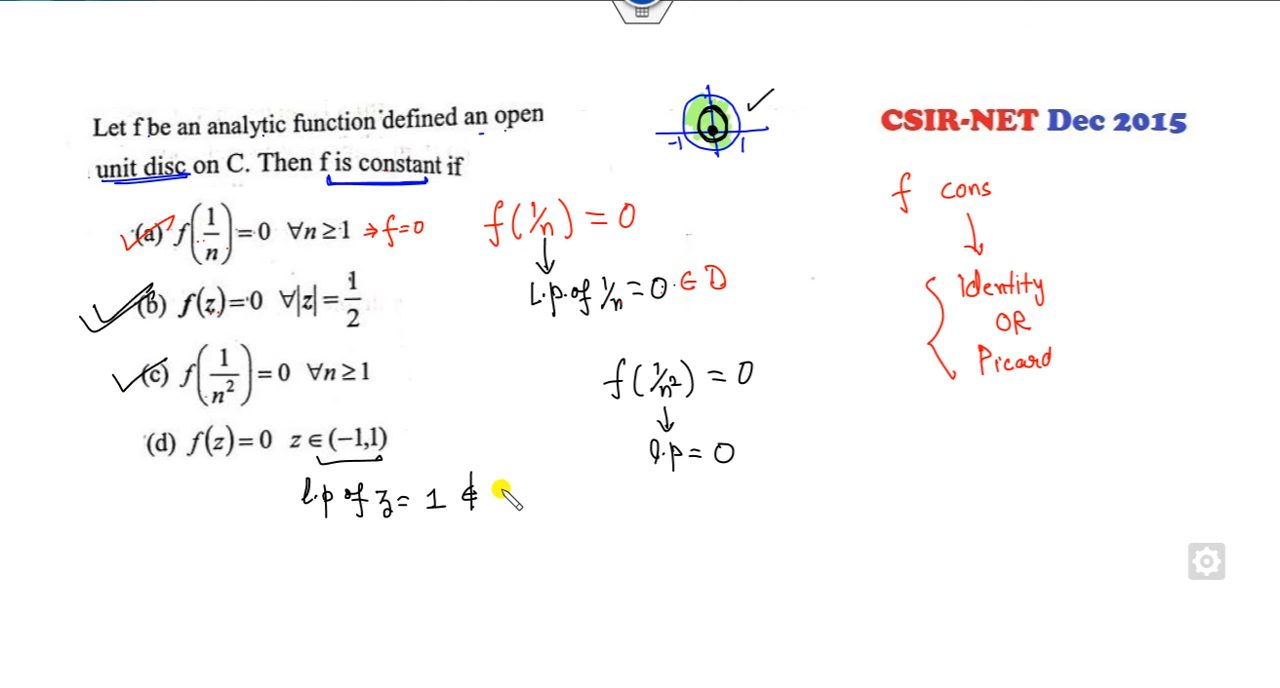 Let f be an analytic function defined an open
unit disc on C. Then f is constant if
(a) f(1/n)=0 ∀n≥1 ⇒f=0
(b) f(z)=0 ∀|z|=1/2
(c) f(1/n²)=0 ∀n≥1
(d) f(z)=0 z∈(−1,1)
l.p of z = 1 &
-1 1
f(1/n) = 0
↓
L.p. of 1/n = 0 ∈ D
f(1/n²) = 0
↓
l.p = 0
CSIR-NET Dec 2015
f cons
↓
Identity
OR
Picard